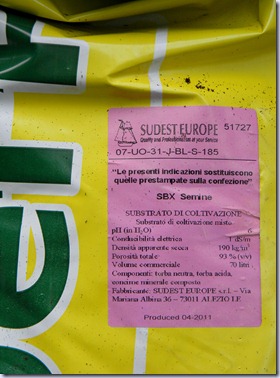 SUDEST EUROPE
Quality and Professionalism at your Service
51727
07-UO-31-J-BL-S-185
"Le presenti indicazioni sostituiscono
quelle prestampate sulla confezione"
SBX Semine
SUBSTRATO DI COLTIVAZIONE
Substrato di coltivazione misto
pH (in H2O) 6
Conducibilità elettrica 1 dS/m
Densità apparente secca 190 kg/m³
Porosità totale 93 % (v/v)
Volume commerciale 70 litri
Componenti: torba neutra, torba acida,
concime minerale composto
Fabbricante: SUDEST EUROPE s.r.l. – Via
Mariana Albina 36 – 73011 ALEZIO LE
Produced 04-2011